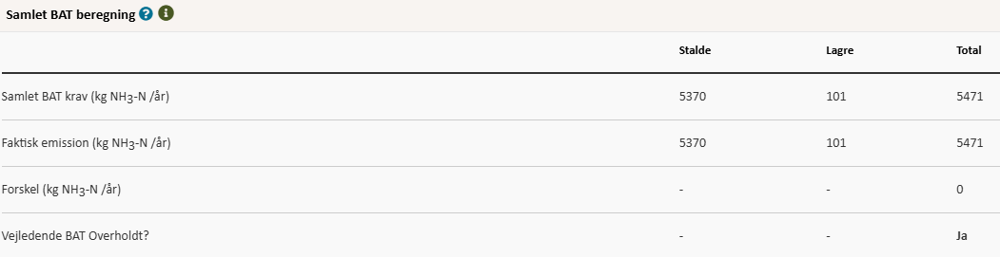 Samlet BAT beregning ? i
Stalde Lagre Total
Samlet BAT krav (kg NH3-N /år) 5370 101 5471
Faktisk emission (kg NH3-N /år) 5370 101 5471
Forskel (kg NH3-N /år) - - 0
Vejledende BAT Overholdt? - - Ja